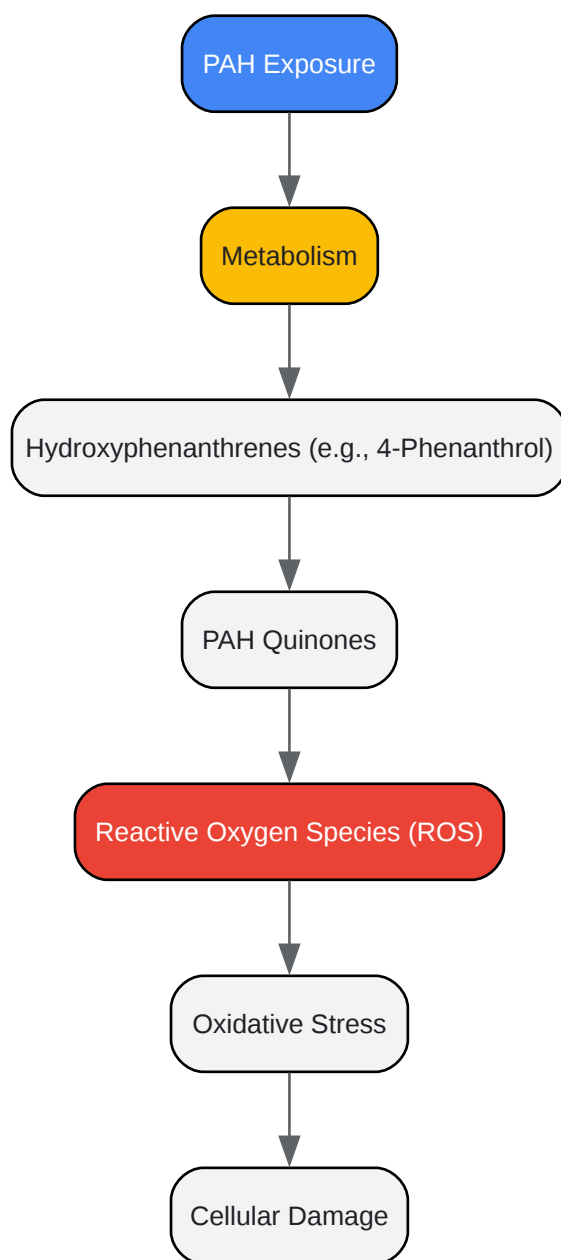 PAH Exposure
Metabolism
Hydroxyphenanthrenes (e.g., 4-Phenanthrol)
PAH Quinones
Reactive Oxygen Species (ROS)
Oxidative Stress
Cellular Damage